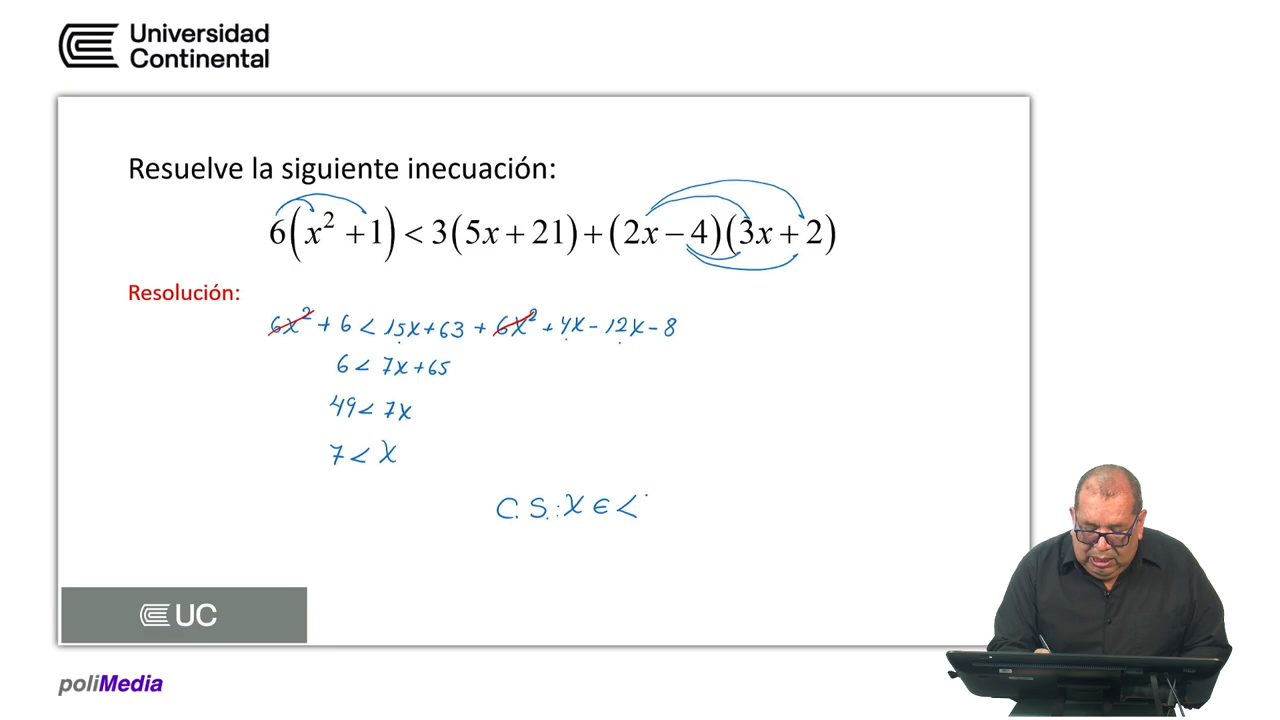 Universidad
Continental
Resuelve la siguiente inecuación:
6(x² + 1) < 3(5x + 21) + (2x − 4)(3x + 2)
Resolución:
6x² + 6 < 15x + 63 + 6x² + 4x − 12x − 8
6 < 7x + 65
49 < 7x
7 < x
C.S.: x ∈ <
UC
poliMedia